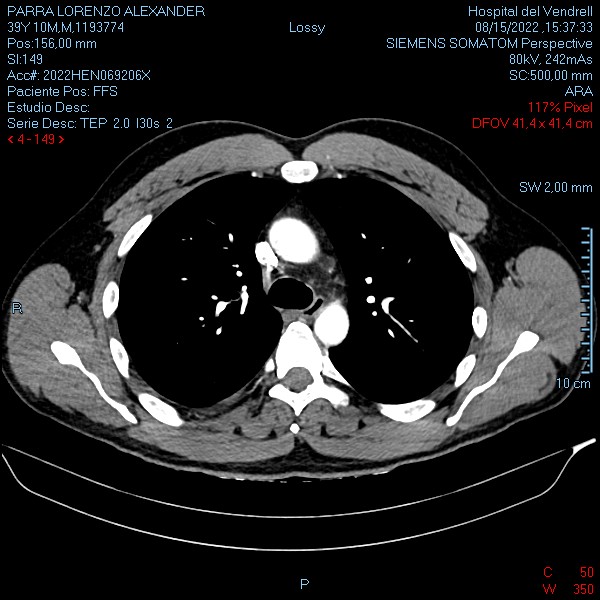 PARRA LORENZO ALEXANDER
39Y 10M,M,1193774
Pos:156,00 mm
SI:149
Acc#: 2022HEN069206X
Paciente Pos: FFS
Estudio Desc:
Serie Desc: TEP 2.0 I30s 2
< 4 - 149 >
Lossy
Hospital del Vendrell
08/15/2022 ,15:37:33
SIEMENS SOMATOM Perspective
80kV, 242mAs
SC:500,00 mm
ARA
117% Pixel
DFOV 41,4 x 41,4 cm
SW 2,00 mm
R
10 cm
P
C 50
W 350